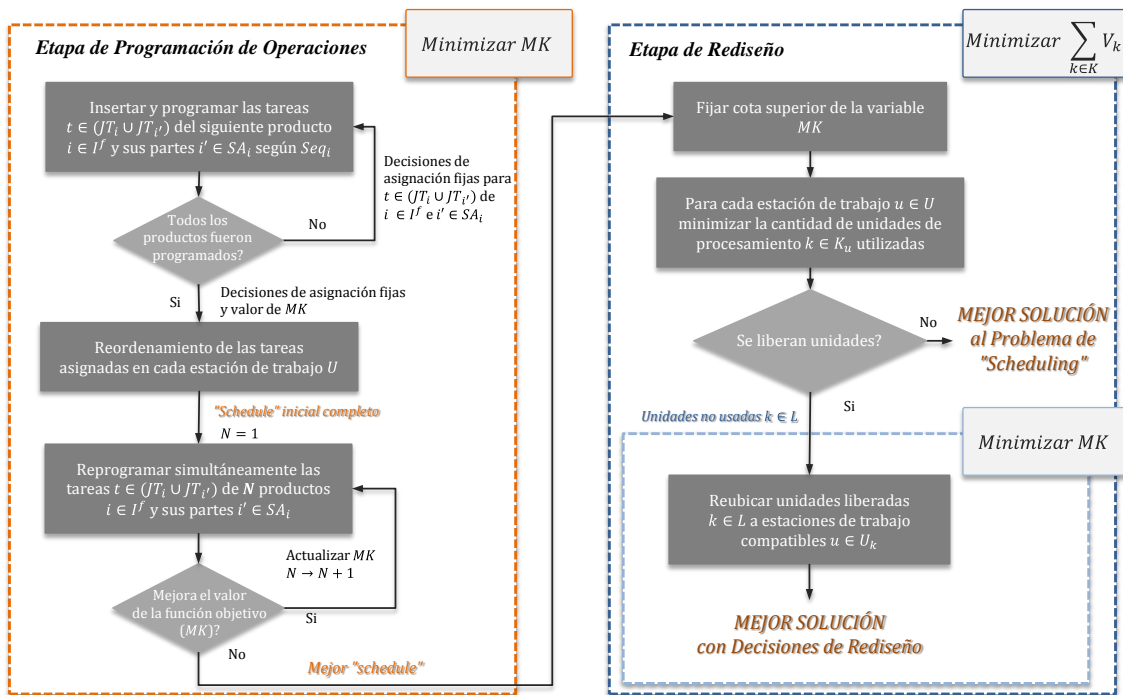 Etapa de Programación de Operaciones
Minimizar MK
Insertar y programar las tareas
t ∈ (JT_i ∪ JT_i′) del siguiente producto
i ∈ I^f y sus partes i′ ∈ SA_i según Seq_i
Decisiones de
asignación fijas para
t ∈ (JT_i ∪ JT_i′) de
i ∈ I^f e i′ ∈ SA_i
Todos los
productos fueron
programados?
No
Si
Decisiones de asignación fijas
y valor de MK
Reordenamiento de las tareas
asignadas en cada estación de trabajo U
"Schedule" inicial completo
N = 1
Reprogramar simultáneamente las
tareas t ∈ (JT_i ∪ JT_i′) de N productos
i ∈ I^f y sus partes i′ ∈ SA_i
Actualizar MK
N → N + 1
Mejora el valor
de la función objetivo
(MK)?
Si
No
Mejor "schedule"
Etapa de Rediseño
Minimizar ∑ V_k
k∈K
Fijar cota superior de la variable
MK
Para cada estación de trabajo u ∈ U
minimizar la cantidad de unidades de
procesamiento k ∈ K_u utilizadas
Se liberan unidades?
No
MEJOR SOLUCIÓN
al Problema de
"Scheduling"
Si
Unidades no usadas k ∈ L
Minimizar MK
Reubicar unidades liberadas
k ∈ L a estaciones de trabajo
compatibles u ∈ U_k
MEJOR SOLUCIÓN
con Decisiones de Rediseño